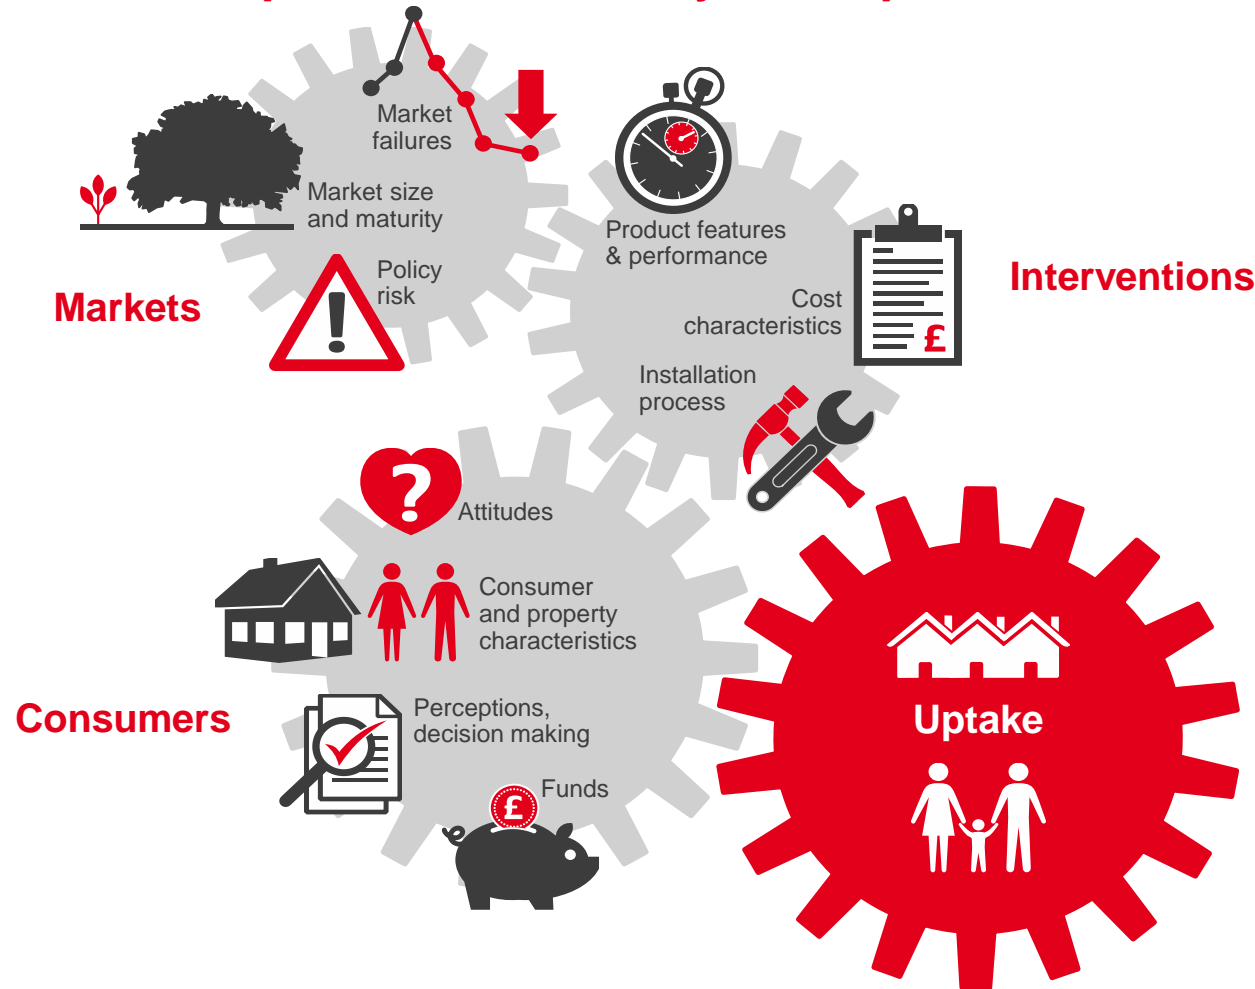 Market
failures
Market size
and maturity
Policy
risk
Markets
Product features
& performance
Cost
characteristics
£
Installation
process
Interventions
?
Attitudes
Consumer
and property
characteristics
Consumers
Perceptions,
decision making
Funds
£
Uptake